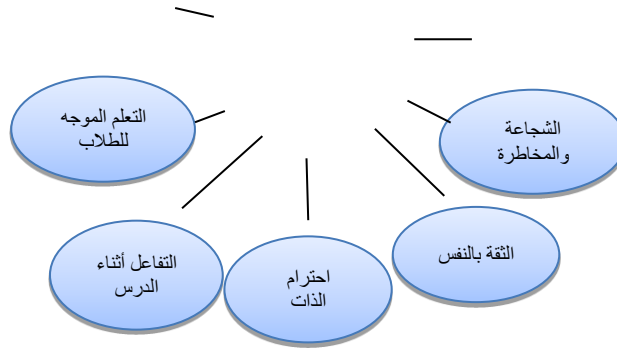 الشجاعة
والمخاطرة
التعلم الموجه
للطلاب
الثقة بالنفس
احترام
الذات
التفاعل أثناء
الدرس